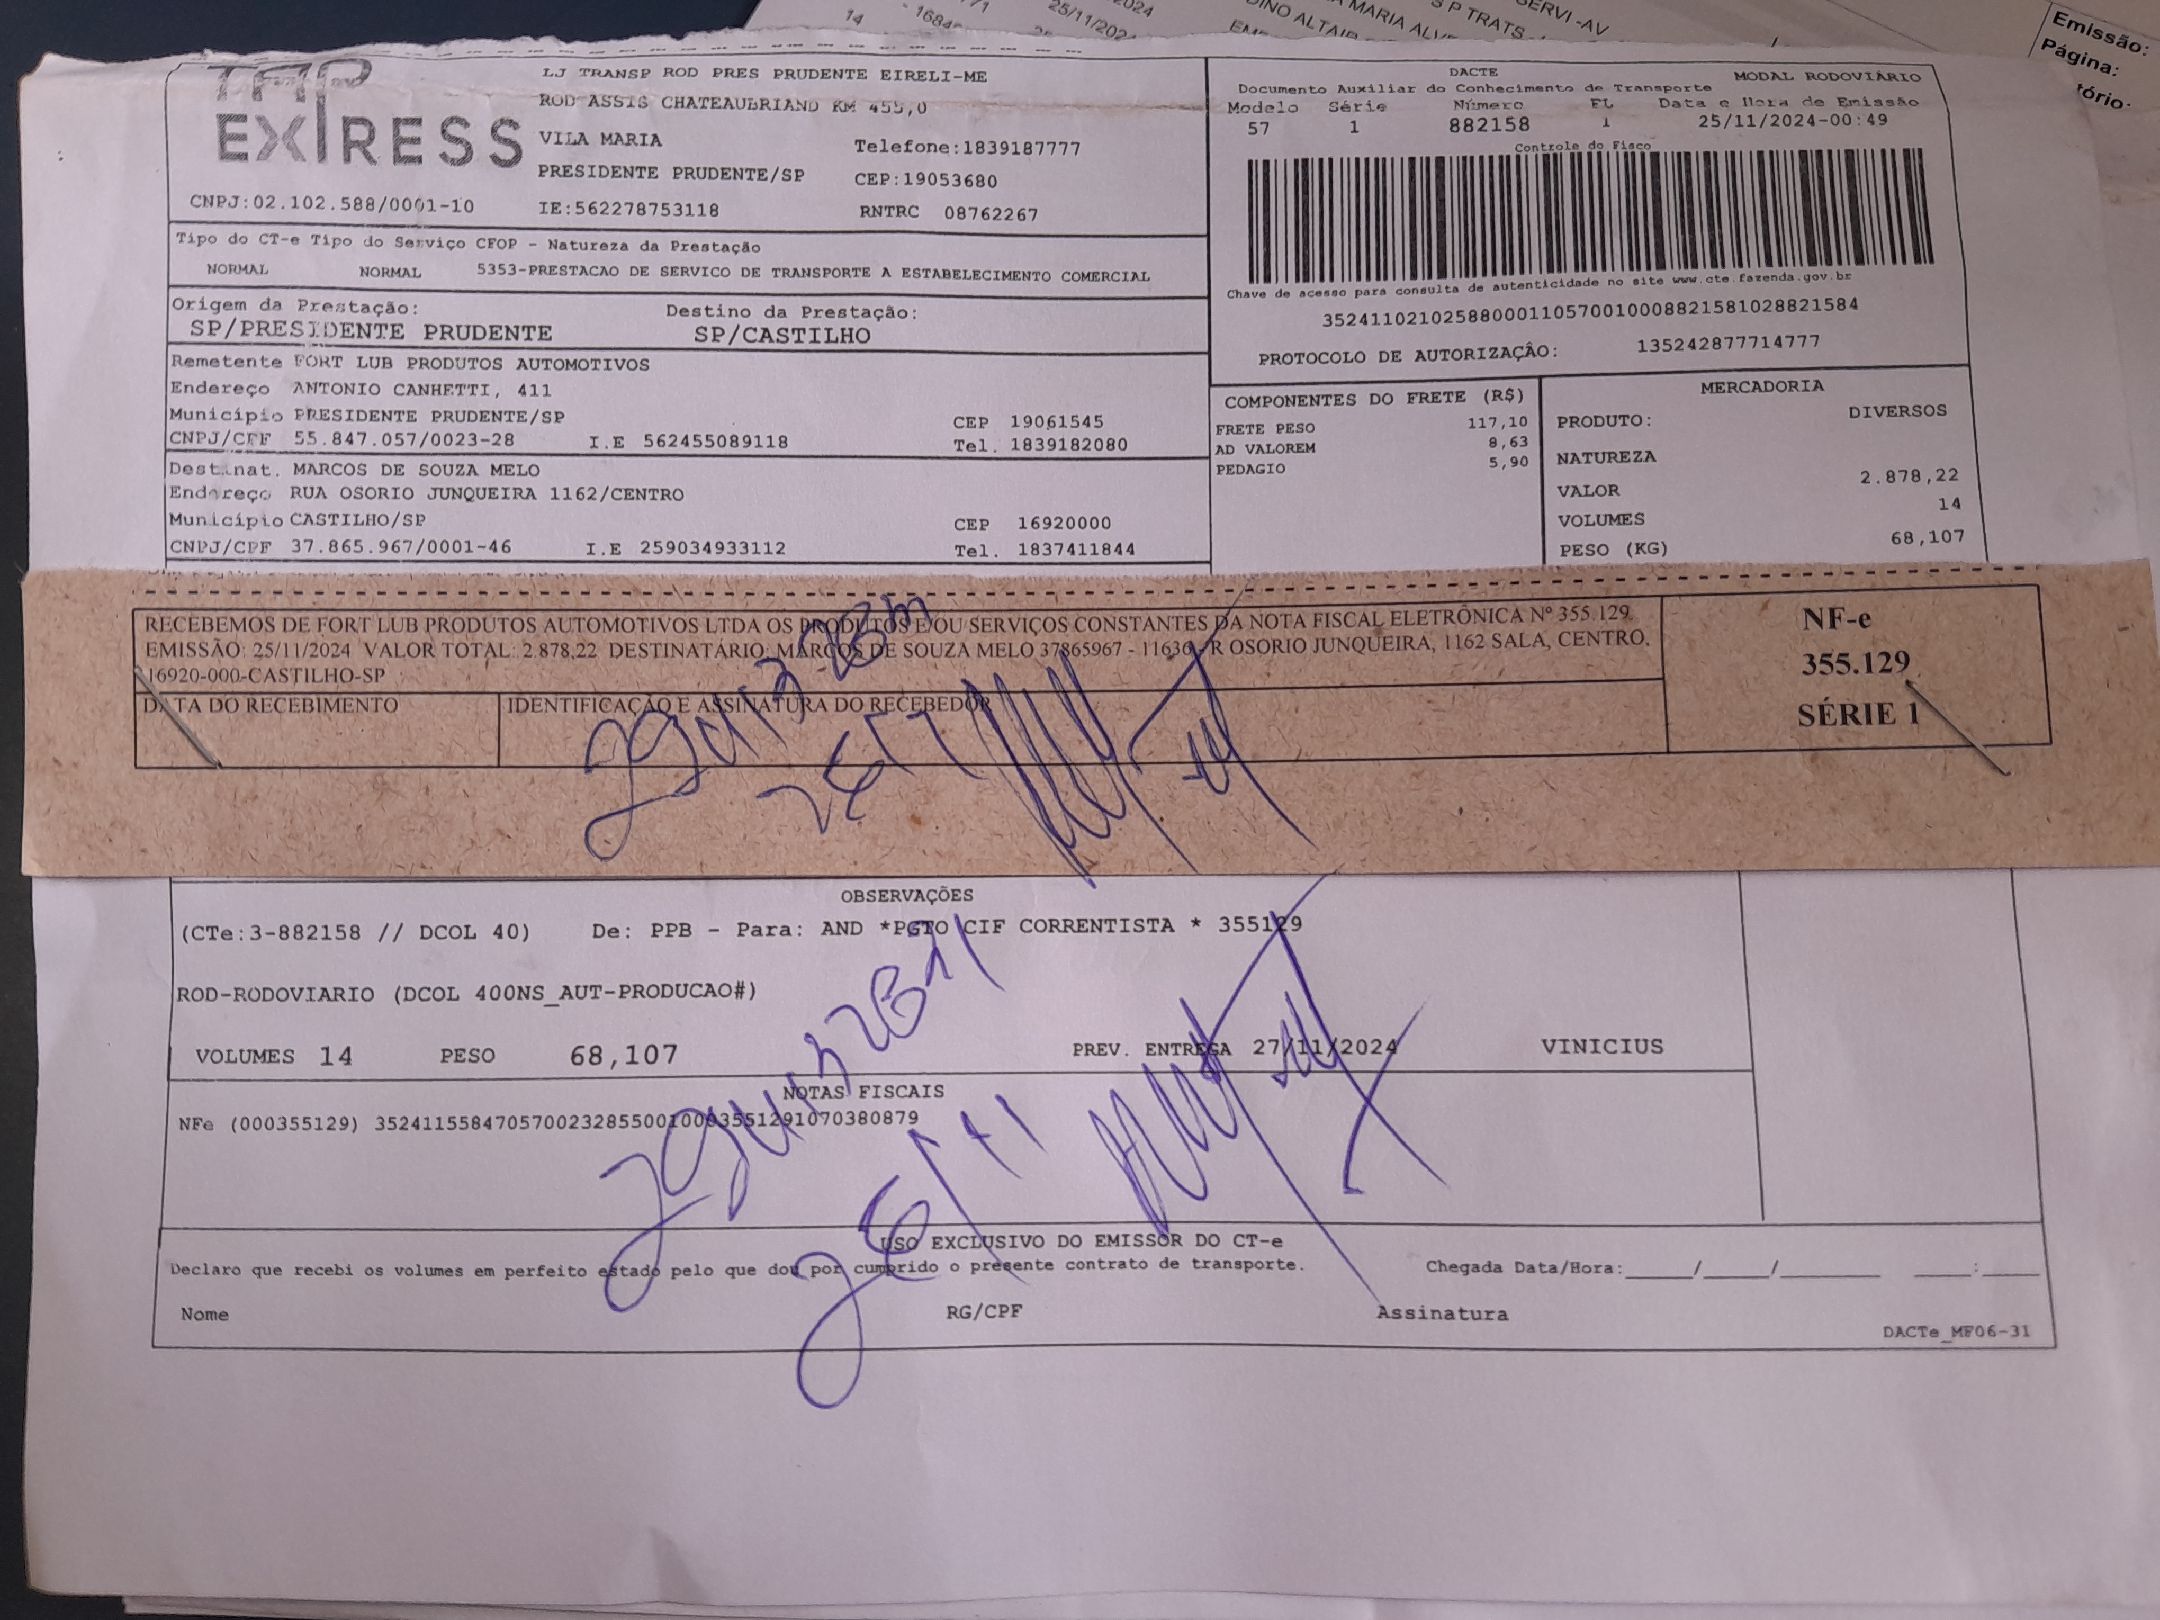 14
25/11/2024
EXPRESS
LJ TRANSP ROD PRES PRUDENTE EIRELI-ME
ROD ASSIS CHATEAUBRIAND KM 455,0
VILA MARIA Telefone:1839187777
PRESIDENTE PRUDENTE/SP CEP:19053680
CNPJ:02.102.588/0001-10 IE:562278753118 RNTRC 08762267
DACTE MODAL RODOVIÁRIO
Documento Auxiliar do Conhecimento de Transporte
Modelo Série Número FL Data e Hora de Emissão
57 1 882158 1 25/11/2024-00:49
Controle do Fisco
Chave de acesso para consulta de autenticidade no site www.cte.fazenda.gov.br
35241102102588000110570010008821581028821584
PROTOCOLO DE AUTORIZAÇÂO: 135242877714777
Tipo do CT-e Tipo do Serviço CFOP - Natureza da Prestação
NORMAL NORMAL 5353-PRESTACAO DE SERVICO DE TRANSPORTE A ESTABELECIMENTO COMERCIAL
Origem da Prestação: Destino da Prestação:
SP/PRESIDENTE PRUDENTE SP/CASTILHO
Remetente FORT LUB PRODUTOS AUTOMOTIVOS
Endereço ANTONIO CANHETTI, 411
Município PRESIDENTE PRUDENTE/SP CEP 19061545
CNPJ/CPF 55.847.057/0023-28 I.E 562455089118 Tel. 1839182080
Destinat. MARCOS DE SOUZA MELO
Endereço RUA OSORIO JUNQUEIRA 1162/CENTRO
Município CASTILHO/SP CEP 16920000
CNPJ/CPF 37.865.967/0001-46 I.E 259034933112 Tel. 1837411844
COMPONENTES DO FRETE (R$)
FRETE PESO 117,10
AD VALOREM 8,63
PEDAGIO 5,90
MERCADORIA
PRODUTO: DIVERSOS
NATUREZA
VALOR 2.878,22
VOLUMES 14
PESO (KG) 68,107
RECEBEMOS DE FORT LUB PRODUTOS AUTOMOTIVOS LTDA OS PRODUTOS E/OU SERVIÇOS CONSTANTES DA NOTA FISCAL ELETRÔNICA Nº 355.129.
EMISSÃO: 25/11/2024 VALOR TOTAL: 2.878,22 DESTINATÁRIO: MARCOS DE SOUZA MELO 37865967 - 11630 - R OSORIO JUNQUEIRA, 1162 SALA, CENTRO,
16920-000-CASTILHO-SP
DATA DO RECEBIMENTO IDENTIFICAÇÃO E ASSINATURA DO RECEBEDOR
NF-e
355.129
SÉRIE 1
OBSERVAÇÕES
(CTe:3-882158 // DCOL 40) De: PPB - Para: AND *PGTO CIF CORRENTISTA * 355129
ROD-RODOVIARIO (DCOL 400NS_AUT-PRODUCAO#)
VOLUMES 14 PESO 68,107 PREV. ENTREGA 27/11/2024 VINICIUS
NOTAS FISCAIS
NFe (000355129) 35241155847057002328550010003551291070380879
USO EXCLUSIVO DO EMISSOR DO CT-e
Declaro que recebi os volumes em perfeito estado pelo que dou por cumprido o presente contrato de transporte. Chegada Data/Hora:_____/_____/________ ____:____
Nome RG/CPF Assinatura
DACTe_MF06-31
Emissão:
Página: